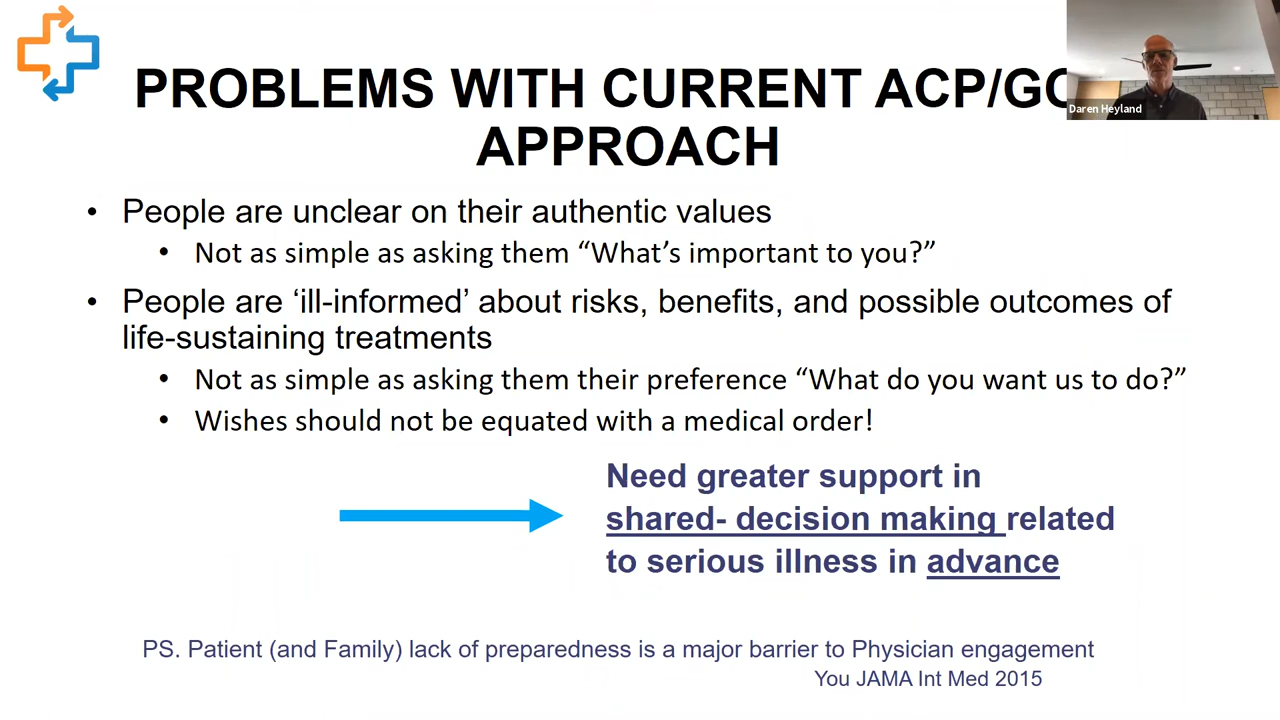 PROBLEMS WITH CURRENT ACP/GO
APPROACH
Daren Heyland
• People are unclear on their authentic values
• Not as simple as asking them “What’s important to you?”
• People are ‘ill-informed’ about risks, benefits, and possible outcomes of
life-sustaining treatments
• Not as simple as asking them their preference “What do you want us to do?”
• Wishes should not be equated with a medical order!
Need greater support in
shared- decision making related
to serious illness in advance
PS. Patient (and Family) lack of preparedness is a major barrier to Physician engagement
You JAMA Int Med 2015